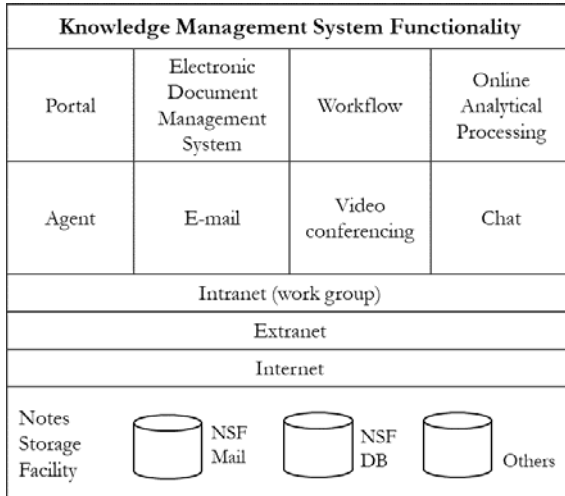 Knowledge Management System Functionality
Portal
Electronic
Document
Management
System
Workflow
Online
Analytical
Processing
Agent
E-mail
Video
conferencing
Chat
Intranet (work group)
Extranet
Internet
Notes
Storage
Facility
NSF
Mail
NSF
DB
Others